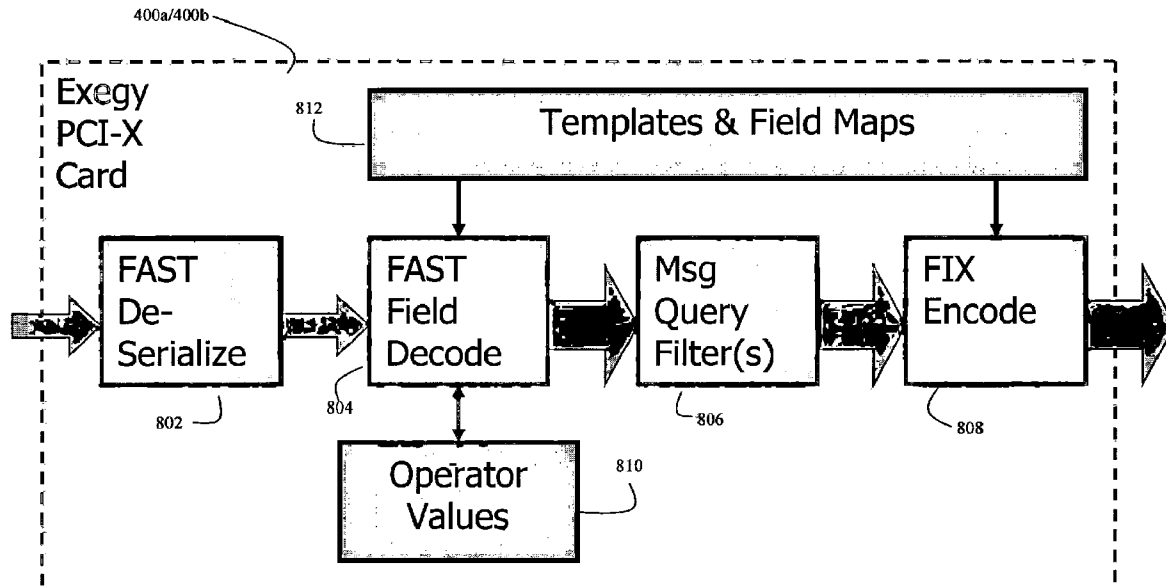 400a/400b
Exegy
PCI-X
Card
812
Templates & Field Maps
FAST
De-
Serialize
802
FAST
Field
Decode
804
Msg
Query
Filter(s)
806
FIX
Encode
808
Operator
Values
810